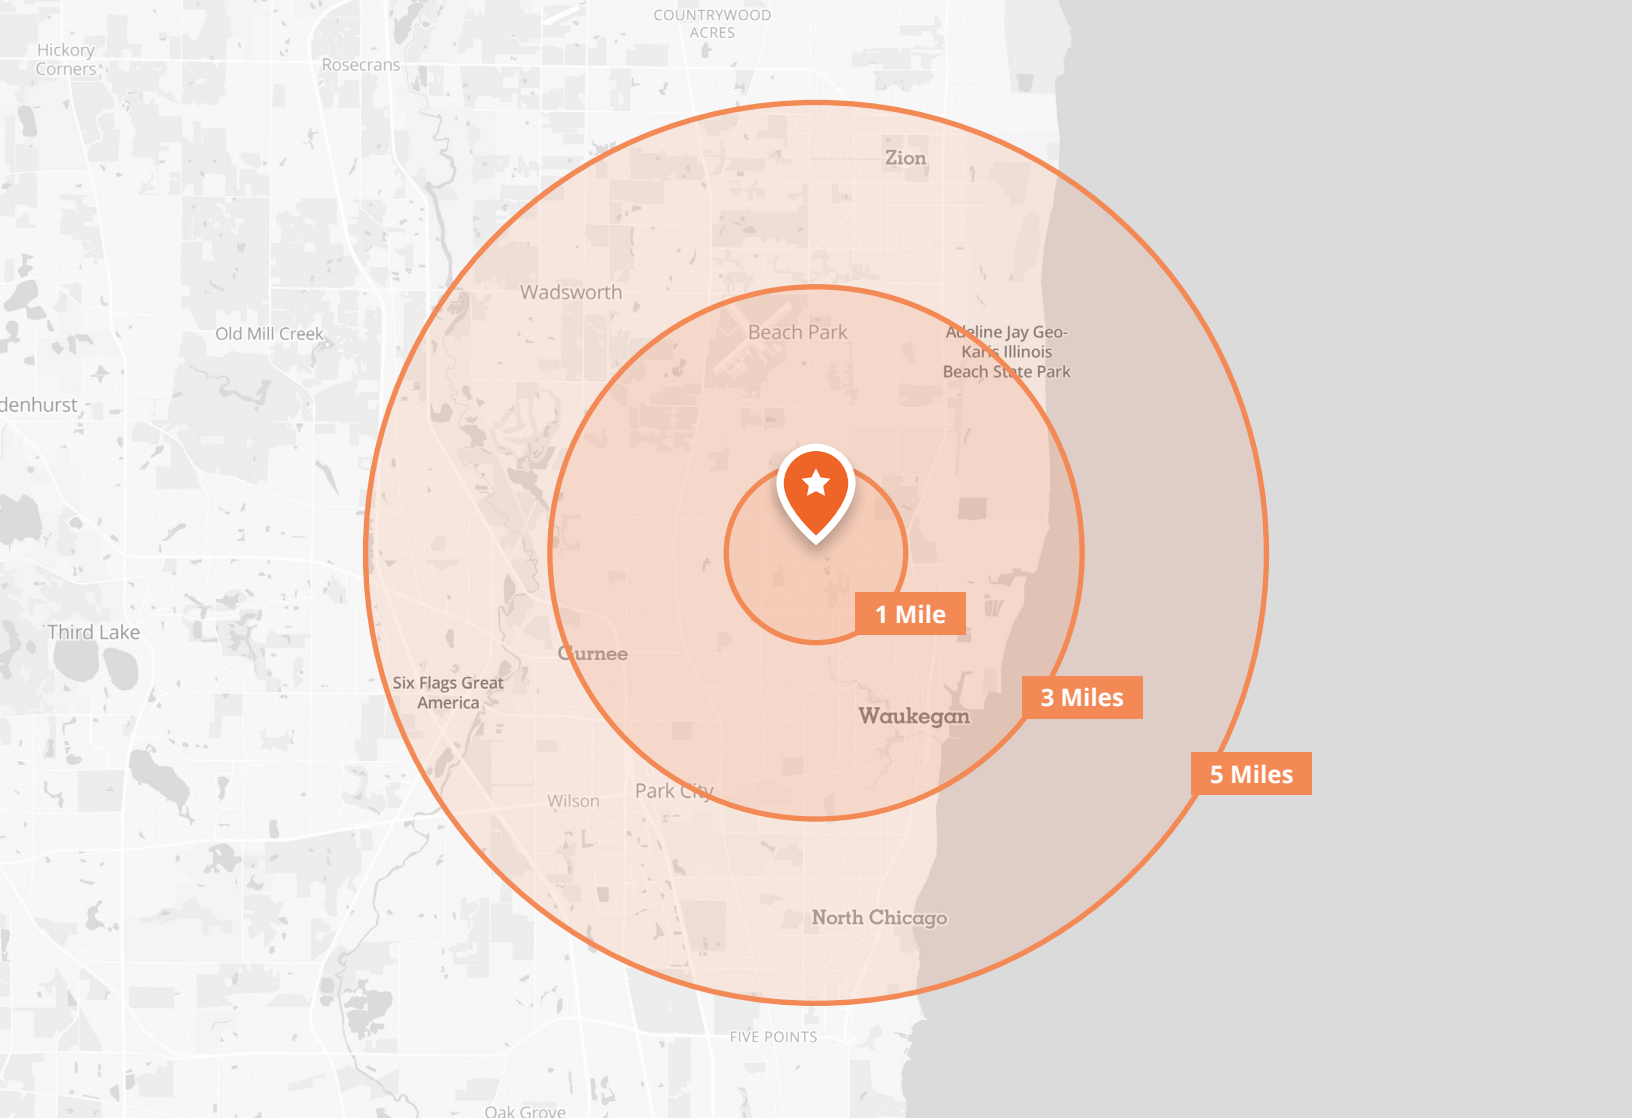 COUNTRYWOOD
ACRES
Hickory
Corners
Rosecrans
Zion
Wadsworth
Beach Park
Adeline Jay Geo-
Karis Illinois
Beach State Park
Old Mill Creek
denhurst
1 Mile
Third Lake
Gurnee
Six Flags Great
America
3 Miles
Waukegan
5 Miles
Park City
Wilson
North Chicago
FIVE POINTS
Oak Grove